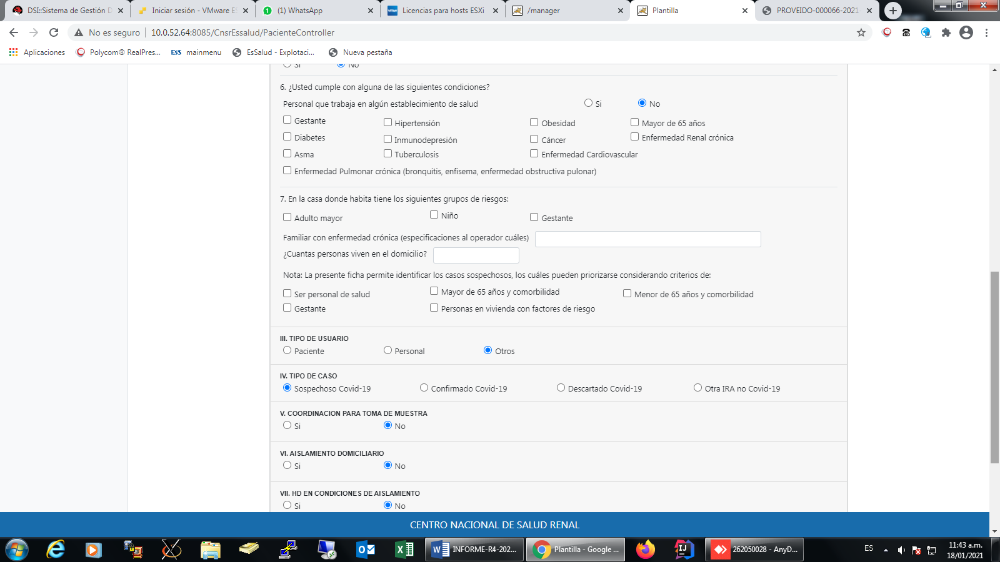 DSI::Sistema de Gestión D
Iniciar sesión - VMware ES
(1) WhatsApp
Licencias para hosts ESXi
/manager
Plantilla
PROVEIDO-000066-2021
No es seguro
10.0.52.64:8085/CnsrEssalud/PacienteController
Aplicaciones
Polycom® RealPres...
EsS mainmenu
EsSalud - Explotaci...
Nueva pestaña
Si No
6. ¿Usted cumple con alguna de las siguientes condiciones?
Personal que trabaja en algún establecimiento de salud Si No
Gestante Hipertensión Obesidad Mayor de 65 años
Diabetes Inmunodepresión Cáncer Enfermedad Renal crónica
Asma Tuberculosis Enfermedad Cardiovascular
Enfermedad Pulmonar crónica (bronquitis, enfisema, enfermedad obstructiva pulonar)
7. En la casa donde habita tiene los siguientes grupos de riesgos:
Adulto mayor Niño Gestante
Familiar con enfermedad crónica (especificaciones al operador cuáles)
¿Cuantas personas viven en el domicilio?
Nota: La presente ficha permite identificar los casos sospechosos, los cuáles pueden priorizarse considerando criterios de:
Ser personal de salud Mayor de 65 años y comorbilidad Menor de 65 años y comorbilidad
Gestante Personas en vivienda con factores de riesgo
III. TIPO DE USUARIO
Paciente Personal Otros
IV. TIPO DE CASO
Sospechoso Covid-19 Confirmado Covid-19 Descartado Covid-19 Otra IRA no Covid-19
V. COORDINACION PARA TOMA DE MUESTRA
Si No
VI. AISLAMIENTO DOMICILIARIO
Si No
VII. HD EN CONDICIONES DE AISLAMIENTO
Si No
CENTRO NACIONAL DE SALUD RENAL
INFORME-R4-202...
Plantilla - Google ...
262050028 - AnyD...
ES
11:43 a.m.
18/01/2021